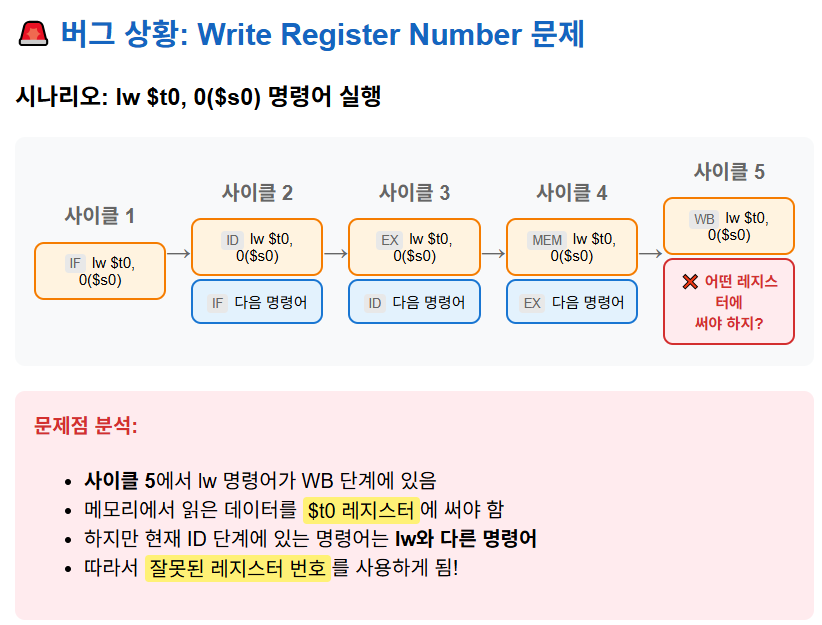 🚨 버그 상황: Write Register Number 문제
시나리오: lw $t0, 0($s0) 명령어 실행
사이클 1
IF lw $t0,
0($s0)
→
사이클 2
ID lw $t0,
0($s0)
IF 다음 명령어
→
사이클 3
EX lw $t0,
0($s0)
ID 다음 명령어
→
사이클 4
MEM lw $t0,
0($s0)
EX 다음 명령어
→
사이클 5
WB lw $t0,
0($s0)
❌ 어떤 레지스
터에
써야 하지?
문제점 분석:
• 사이클 5에서 lw 명령어가 WB 단계에 있음
• 메모리에서 읽은 데이터를 $t0 레지스터에 써야 함
• 하지만 현재 ID 단계에 있는 명령어는 lw와 다른 명령어
• 따라서 잘못된 레지스터 번호를 사용하게 됨!